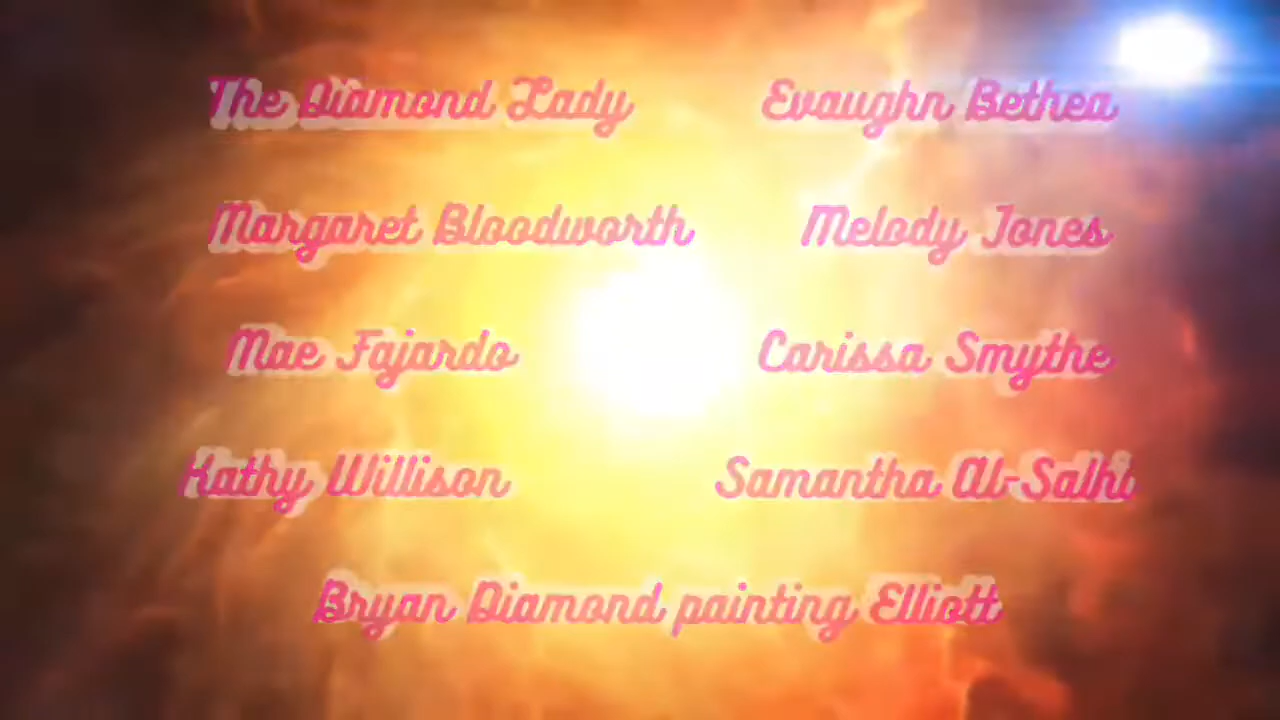 The Diamond Lady Evaughn Bethea
Margaret Bloodworth Melody Jones
Mae Fajardo Carissa Smythe
Kathy Willison Samantha Al-Salhi
Bryan Diamond painting Elliott